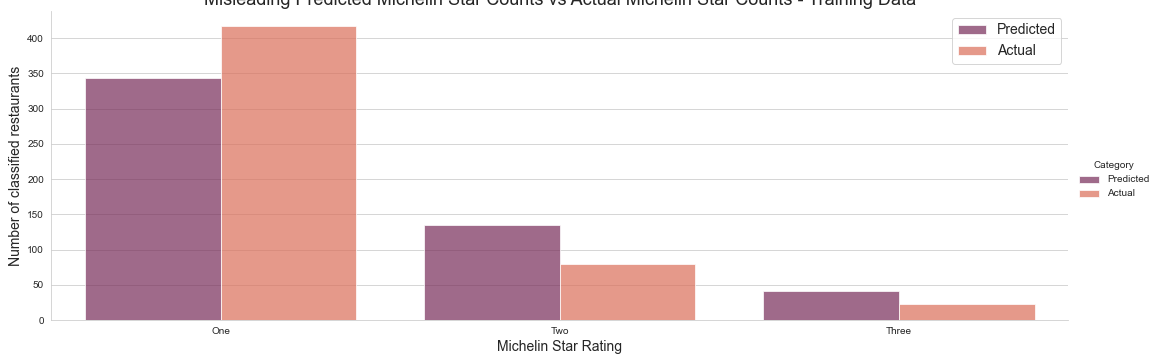 Misleading Predicted Michelin Star Counts vs Actual Michelin Star Counts - Training Data
Predicted
Actual
Number of classified restaurants
400
350
300
250
200
150
100
50
0
Category
Predicted
Actual
One
Two
Three
Michelin Star Rating